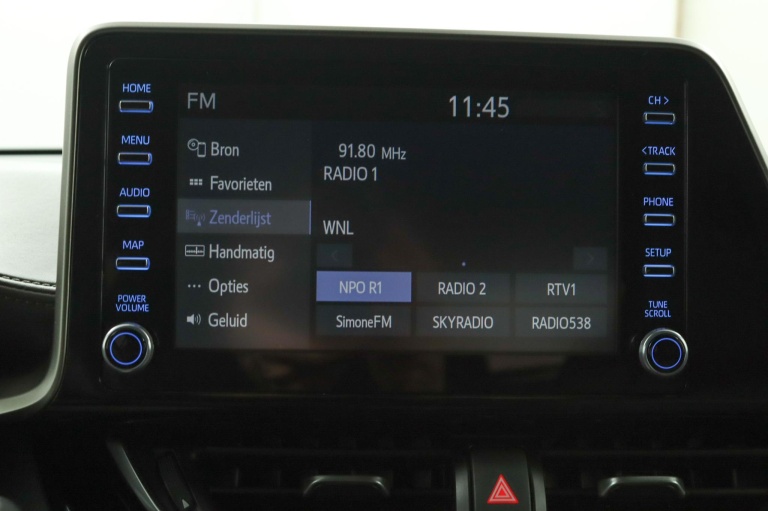 HOME
MENU
AUDIO
MAP
POWER
VOLUME
FM
11:45
Bron
Favorieten
Zenderlijst
Handmatig
Opties
Geluid
91.80 MHz
RADIO 1
WNL
NPO R1 RADIO 2 RTV1
SimoneFM SKYRADIO RADIO538
CH >
< TRACK
PHONE
SETUP
TUNE
SCROLL